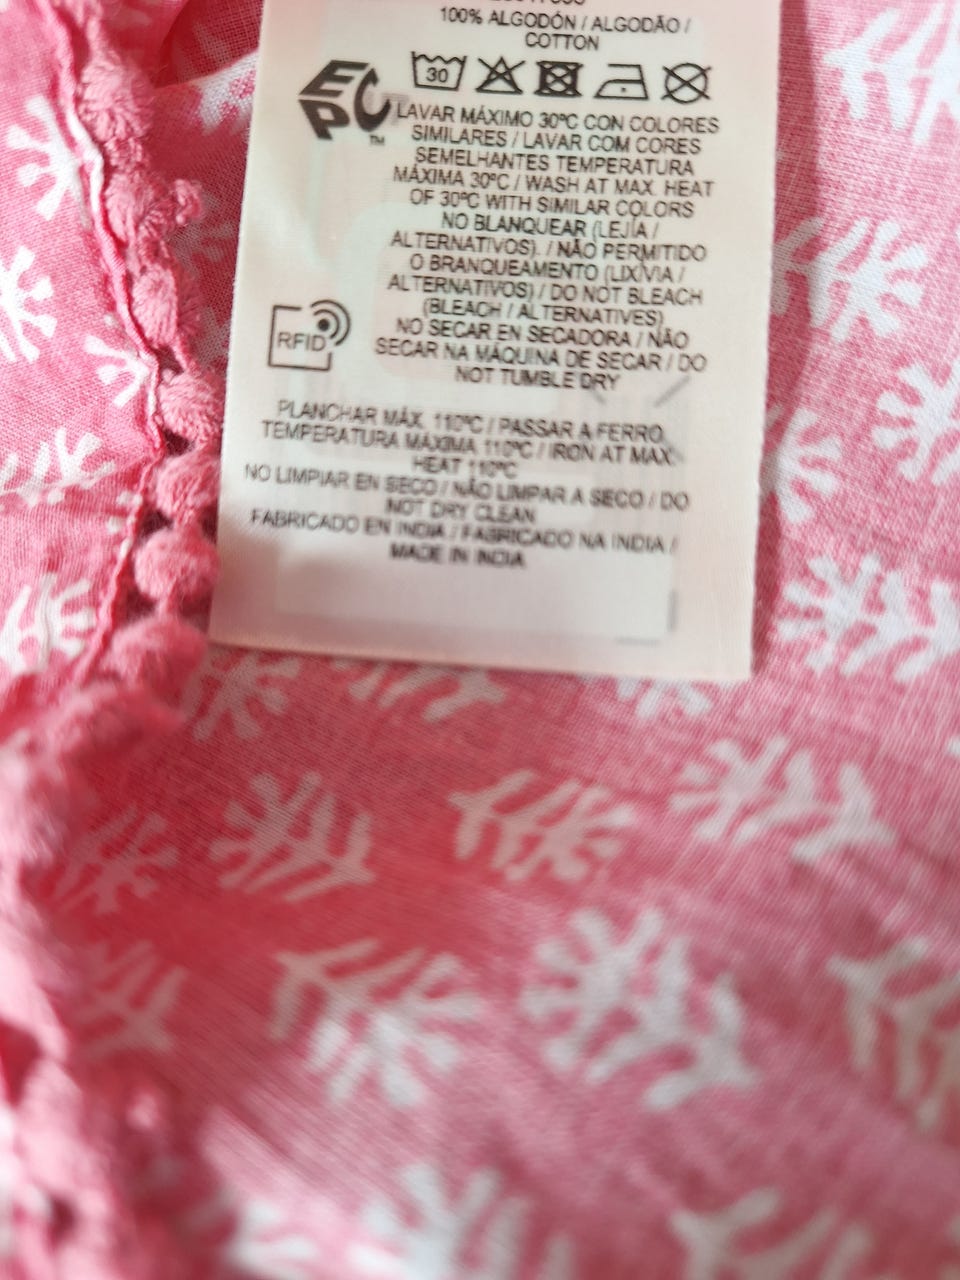 100% ALGODÓN / ALGODÃO /
COTTON
30
EPC™
LAVAR MÁXIMO 30ºC CON COLORES
SIMILARES / LAVAR COM CORES
SEMELHANTES TEMPERATURA
MÁXIMA 30ºC / WASH AT MAX. HEAT
OF 30ºC WITH SIMILAR COLORS
NO BLANQUEAR (LEJÍA /
ALTERNATIVOS). / NÃO PERMITIDO
O BRANQUEAMENTO (LIXÍVIA /
ALTERNATIVOS) / DO NOT BLEACH
(BLEACH / ALTERNATIVES)
RFID
NO SECAR EN SECADORA / NÃO
SECAR NA MÁQUINA DE SECAR / DO
NOT TUMBLE DRY
PLANCHAR MÁX. 110ºC / PASSAR A FERRO,
TEMPERATURA MÁXIMA 110ºC / IRON AT MAX.
HEAT 110ºC
NO LIMPIAR EN SECO / NÃO LIMPAR A SECO / DO
NOT DRY CLEAN
FABRICADO EN INDIA / FABRICADO NA INDIA /
MADE IN INDIA